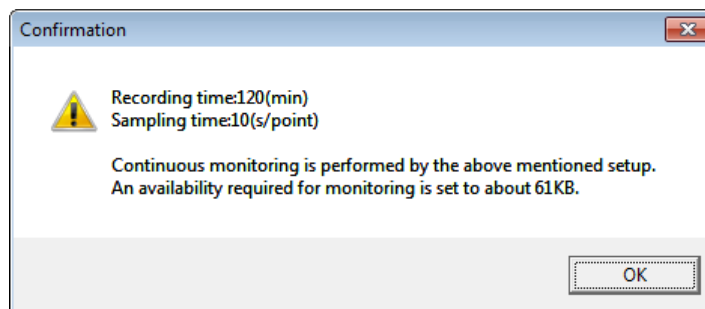 Confirmation
Recording time:120(min)
Sampling time:10(s/point)
Continuous monitoring is performed by the above mentioned setup.
An availability required for monitoring is set to about 61KB.
OK